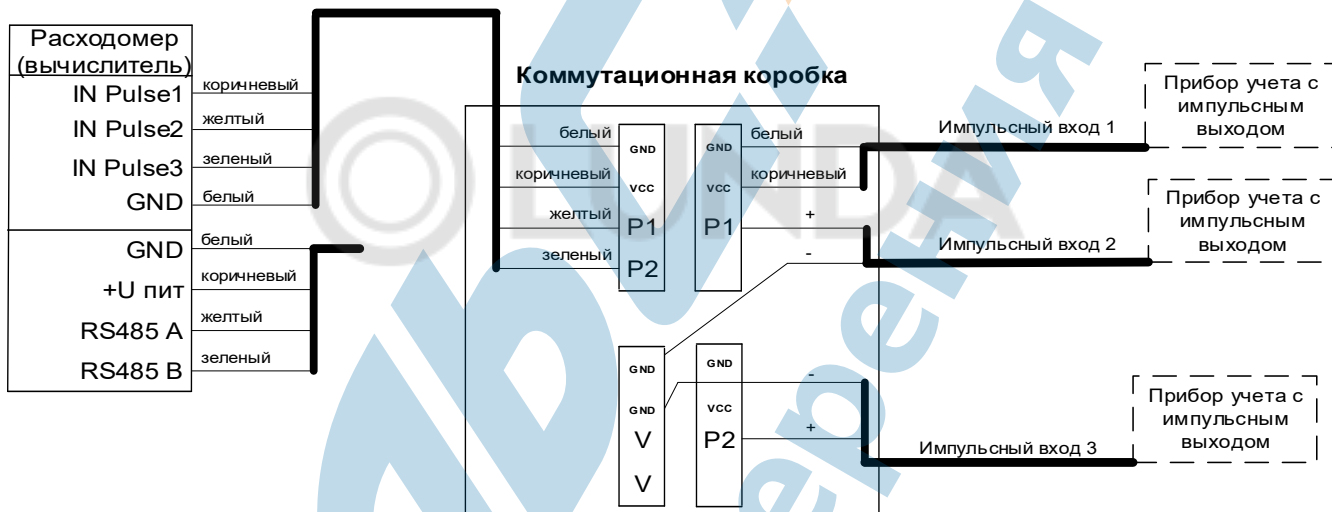 Расходомер
(вычислитель)
IN Pulse1
коричневый
IN Pulse2
желтый
IN Pulse3
зеленый
GND
белый
GND
белый
+U пит
коричневый
RS485 A
желтый
RS485 B
зеленый
Коммутационная коробка
белый
GND
коричневый
VCC
желтый
P1
зеленый
P2
GND
белый
VCC
коричневый
P1
+
-
GND
GND
V
V
GND
-
VCC
P2
+
Импульсный вход 1
Прибор учета с
импульсным
выходом
Импульсный вход 2
Прибор учета с
импульсным
выходом
Импульсный вход 3
Прибор учета с
импульсным
выходом
LUNDA